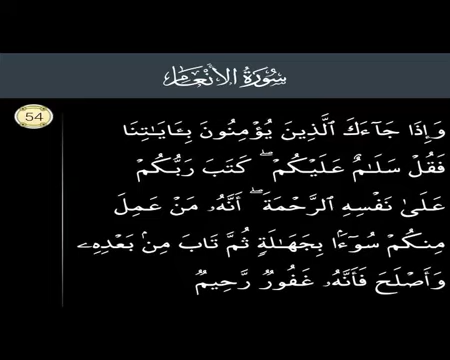 سُورَةُ الأَنْعَام
54
وَإِذَا جَآءَكَ ٱلَّذِينَ يُؤْمِنُونَ بِـَٔايَٰتِنَا
فَقُلْ سَلَٰمٌ عَلَيْكُمْ ۖ كَتَبَ رَبُّكُمْ
عَلَىٰ نَفْسِهِ ٱلرَّحْمَةَ ۖ أَنَّهُۥ مَنْ عَمِلَ
مِنكُمْ سُوٓءًۢا بِجَهَٰلَةٍۢ ثُمَّ تَابَ مِنۢ بَعْدِهِۦ
وَأَصْلَحَ فَأَنَّهُۥ غَفُورٌۭ رَّحِيمٌۭ